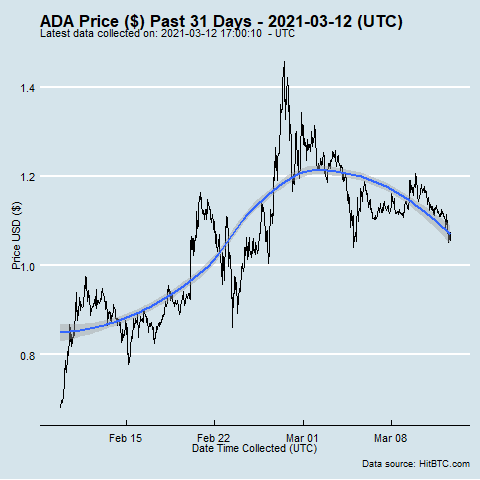 ADA Price ($) Past 31 Days - 2021-03-12 (UTC)
Latest data collected on: 2021-03-12 17:00:10  - UTC
Price USD ($)
1.4
1.2
1.0
0.8
Feb 15
Feb 22
Mar 01
Mar 08
Date Time Collected (UTC)
Data source: HitBTC.com